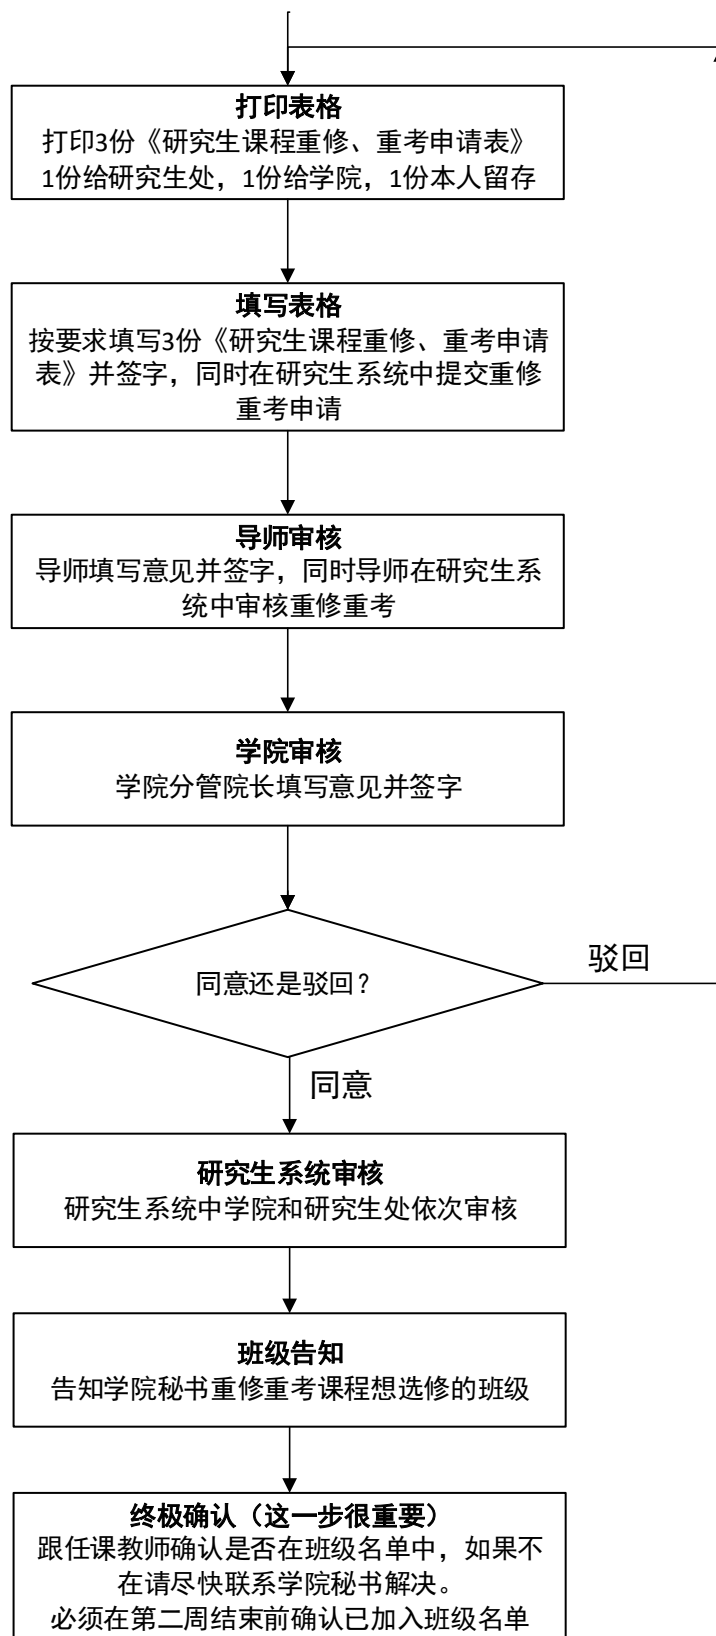 打印表格
打印3份《研究生课程重修、重考申请表》
1份给研究生处，1份给学院，1份本人留存
填写表格
按要求填写3份《研究生课程重修、重考申请
表》并签字，同时在研究生系统中提交重修
重考申请
导师审核
导师填写意见并签字，同时导师在研究生系
统中审核重修重考
学院审核
学院分管院长填写意见并签字
同意还是驳回？
驳回
同意
研究生系统审核
研究生系统中学院和研究生处依次审核
班级告知
告知学院秘书重修重考课程想选修的班级
终极确认（这一步很重要）
跟任课教师确认是否在班级名单中，如果不
在请尽快联系学院秘书解决。
必须在第二周结束前确认已加入班级名单